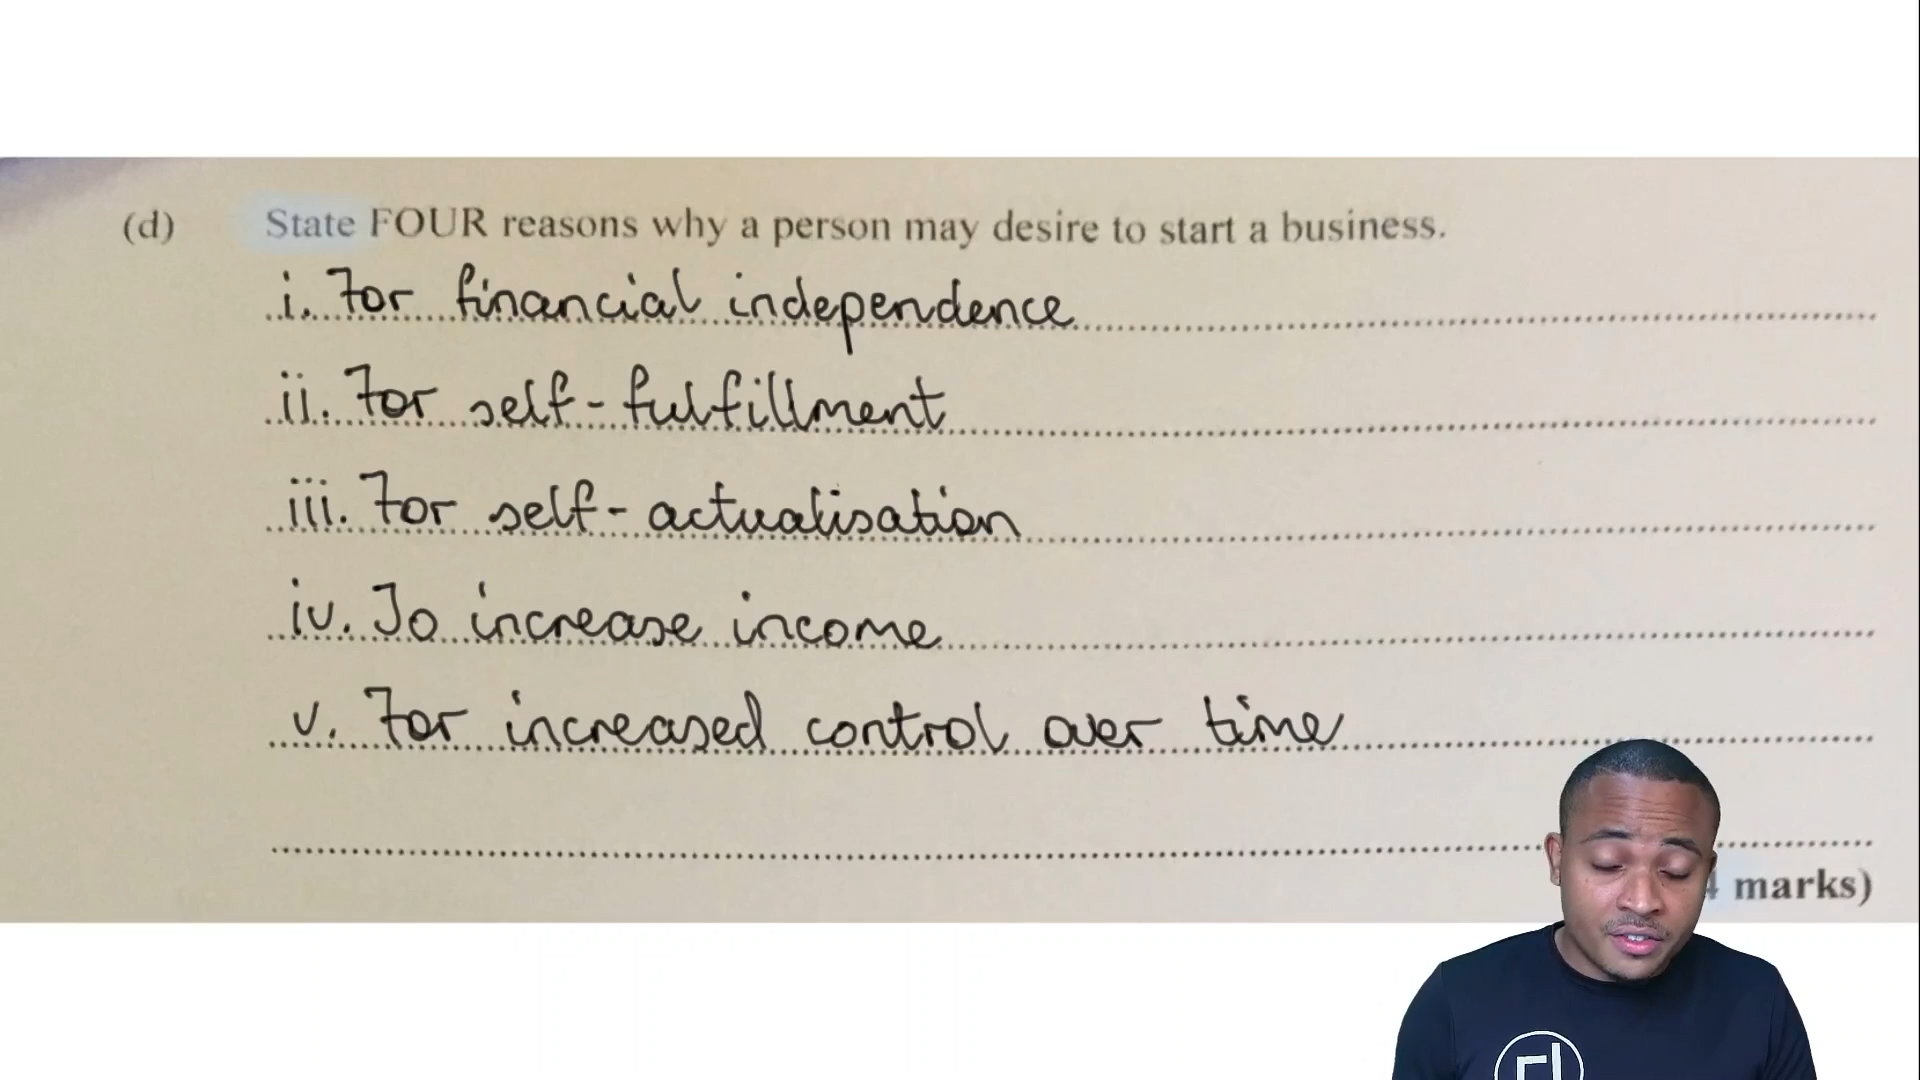 (d) State FOUR reasons why a person may desire to start a business.
i. For financial independence
ii. For self-fulfillment
iii. For self-actualisation
iv. To increase income
v. For increased control over time
marks)